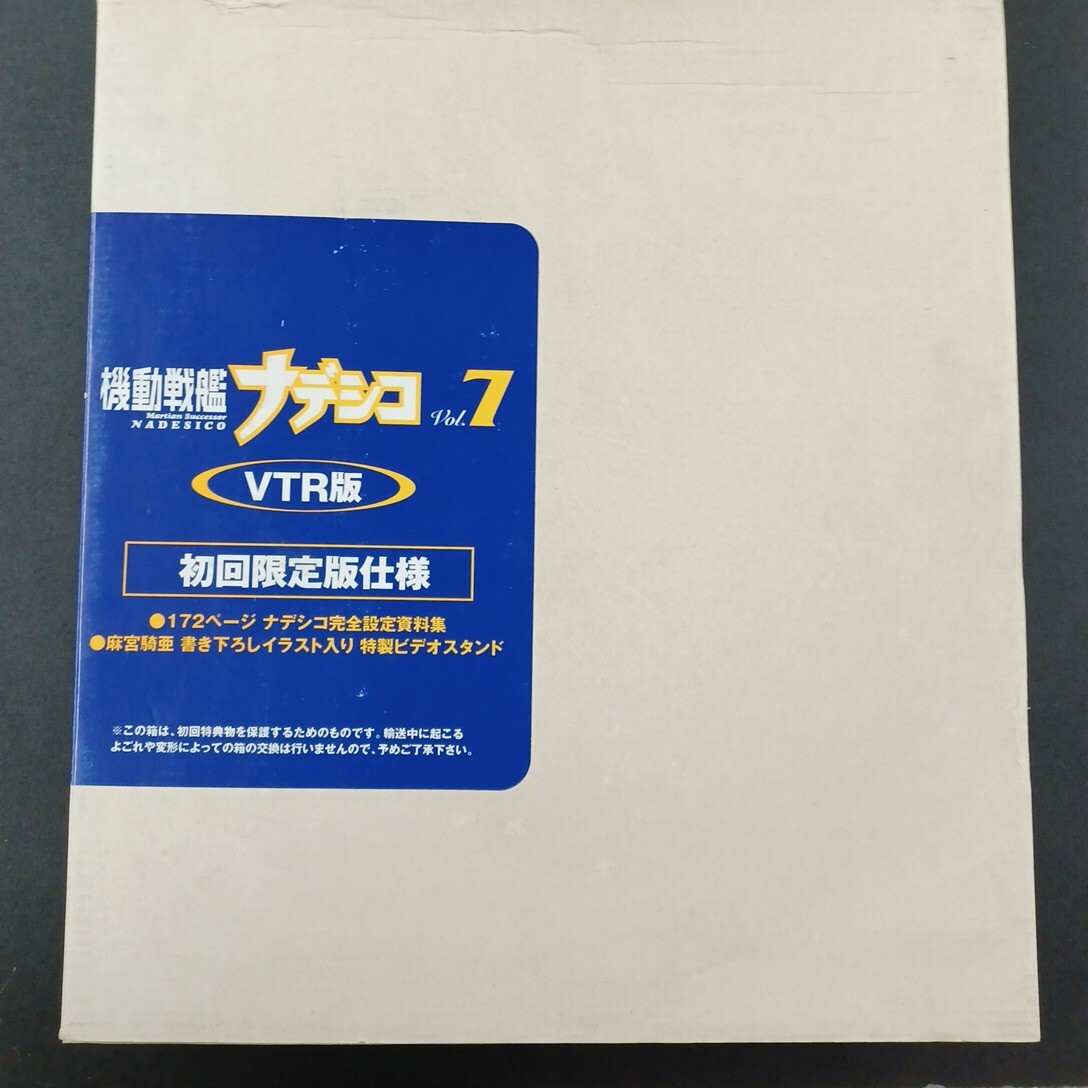 機動戦艦
Martian Successor
NADESICO
ナデシコ Vol.7
VTR版
初回限定版仕様
●172ページ ナデシコ完全設定資料集
●麻宮騎亜 書き下ろしイラスト入り 特製ビデオスタンド
※この箱は、初回特典物を保護するためのものです。輸送中に起こる
よごれや変形によっての箱の交換は行いませんので、予めご了承下さい。